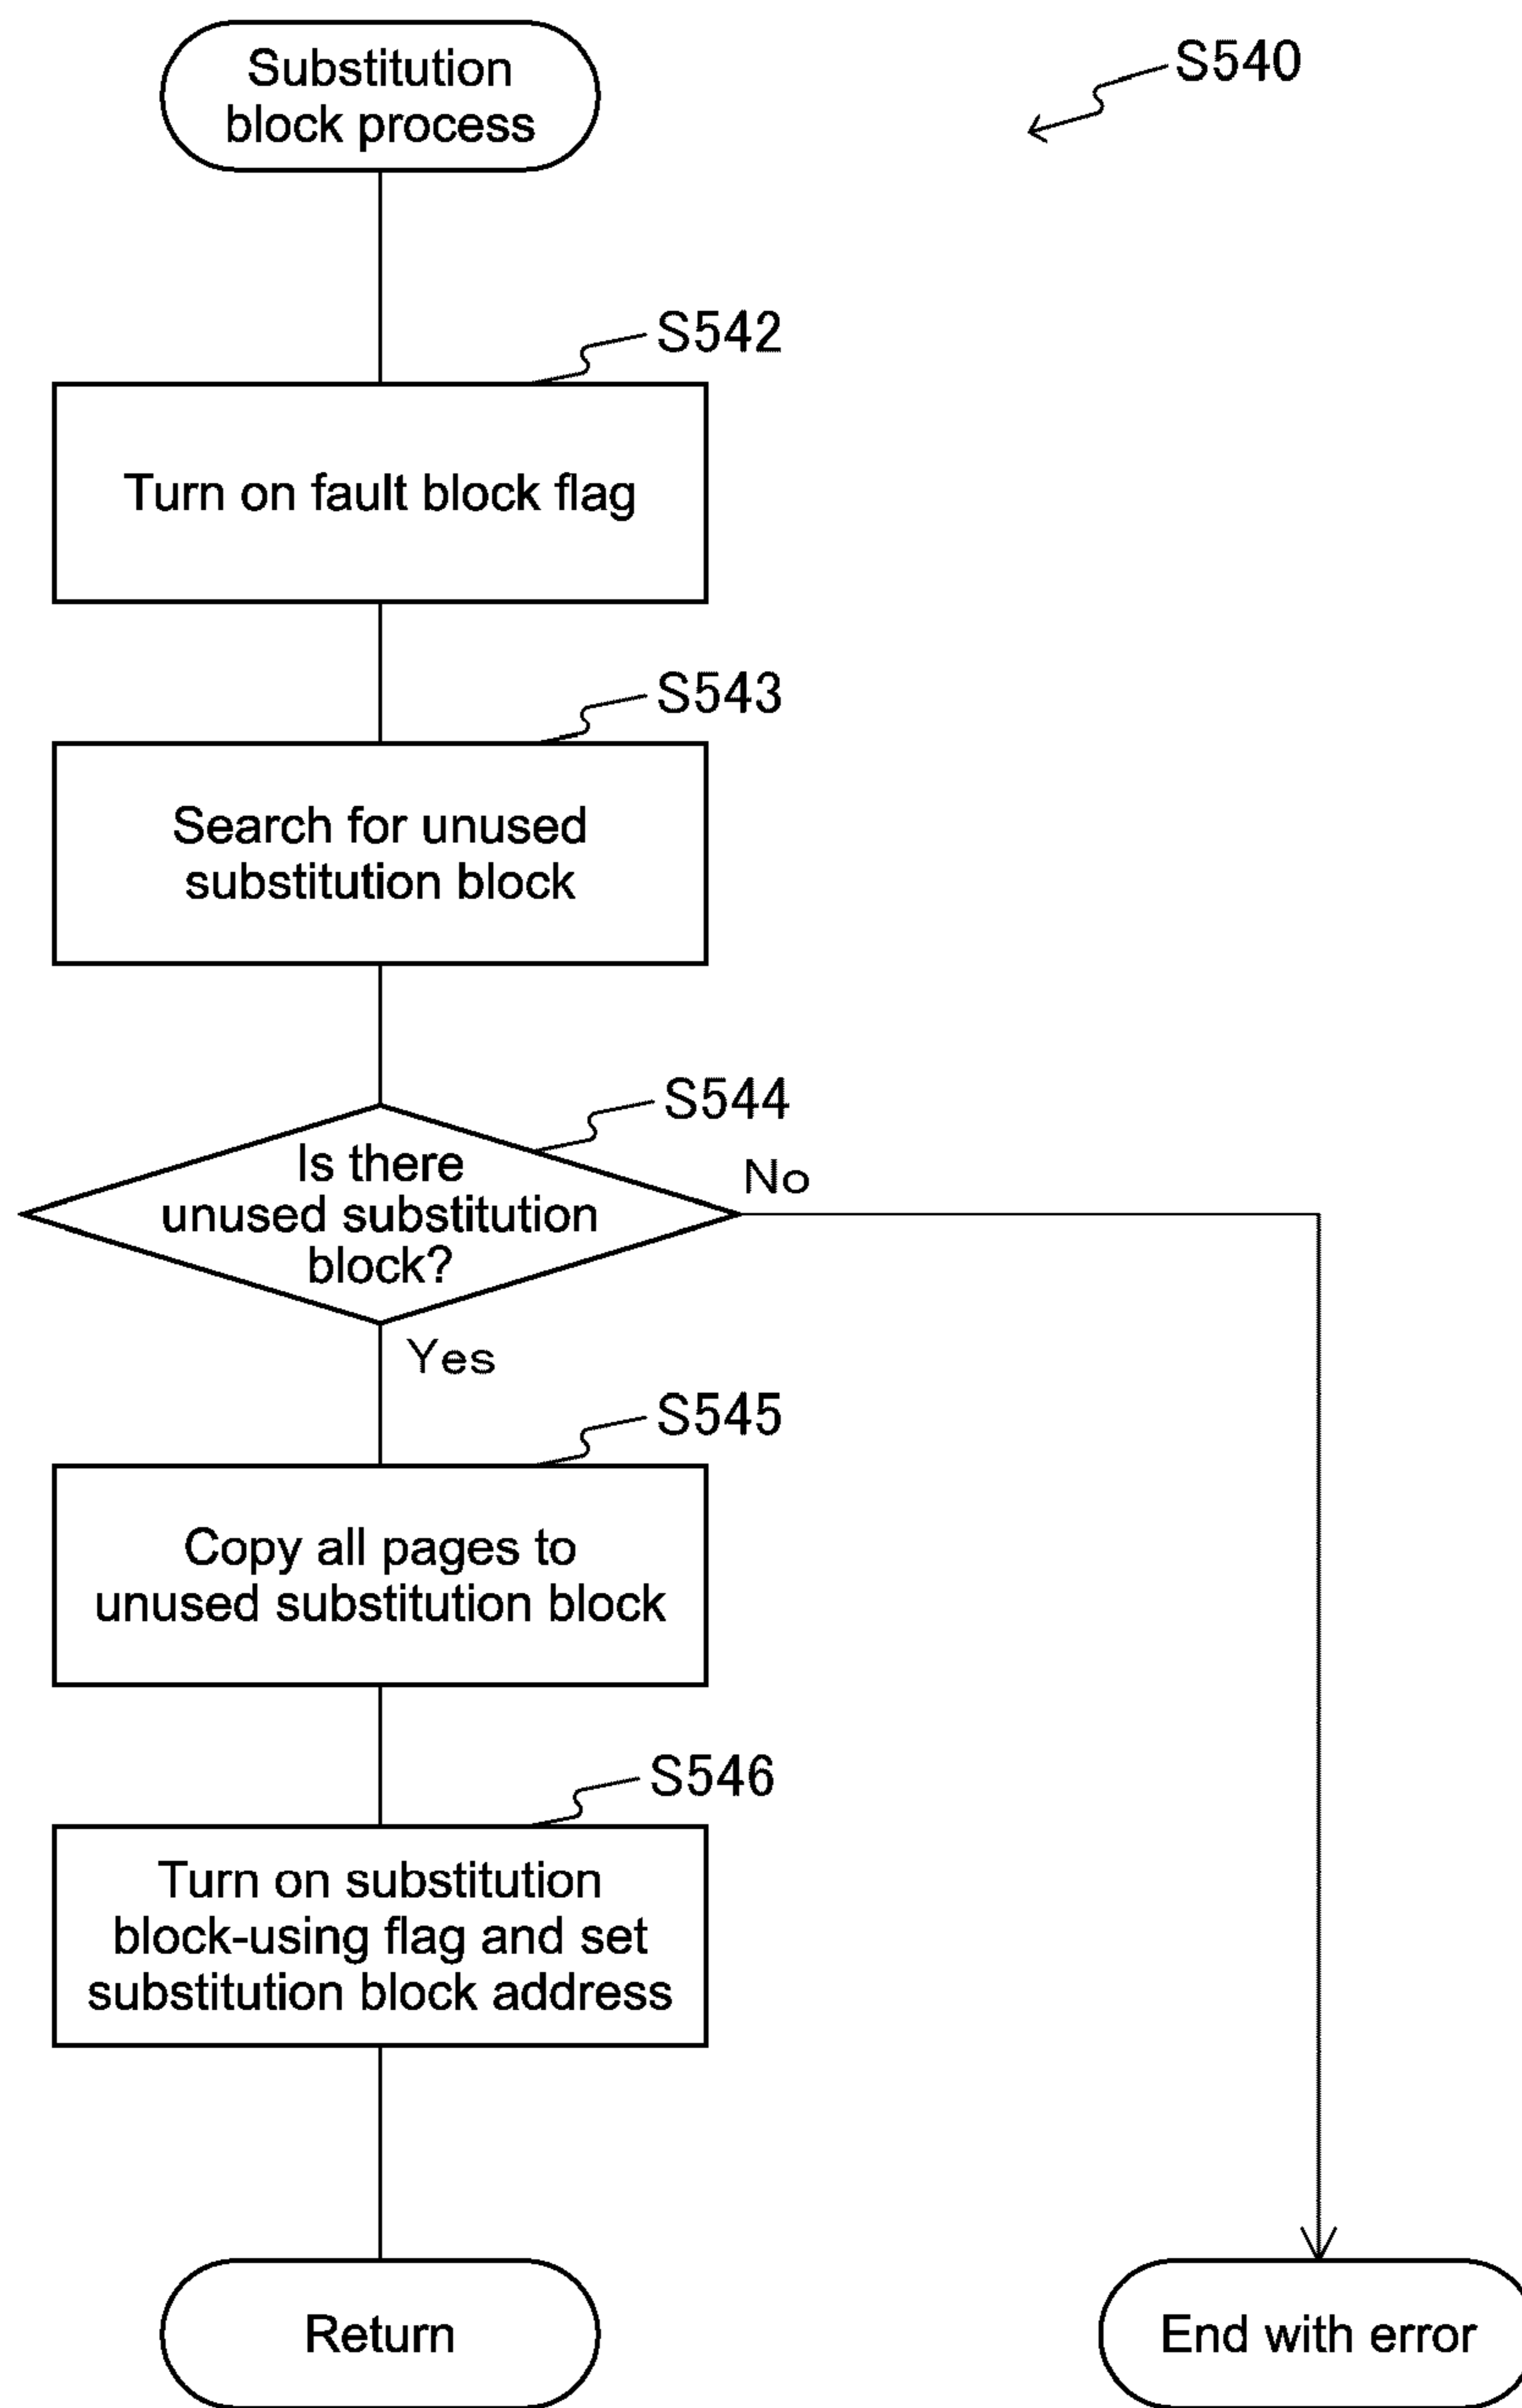 Substitution
block process
S540
S542
Turn on fault block flag
S543
Search for unused
substitution block
S544
Is there
unused substitution
block?
No
Yes
S545
Copy all pages to
unused substitution block
S546
Turn on substitution
block-using flag and set
substitution block address
Return
End with error